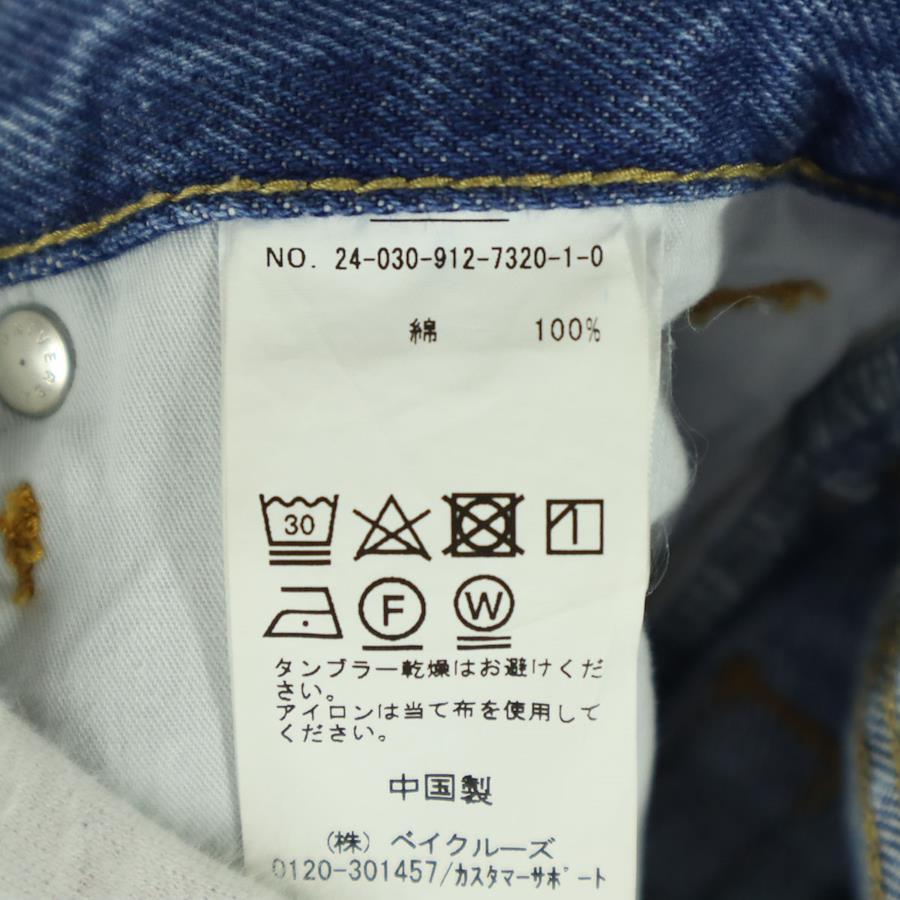 NO. 24-030-912-7320-1-0
綿 100%
30
F
W
タンブラー乾燥はお避けくだ
さい。
アイロンは当て布を使用して
ください。
中国製
(株) ベイクルーズ
0120-301457/カスタマーサポート